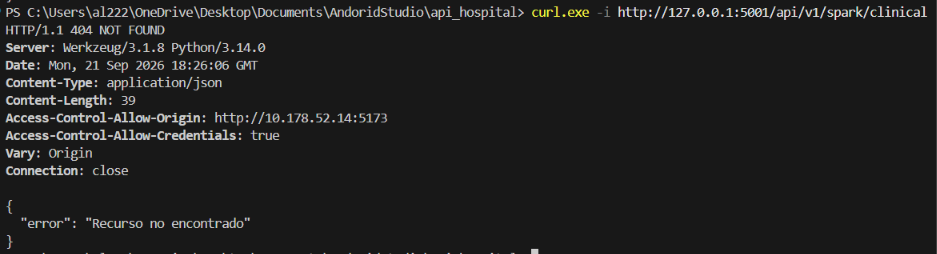 PS C:\Users\al222\OneDrive\Desktop\Documents\AndoridStudio\api_hospital> curl.exe -i http://127.0.0.1:5001/api/v1/spark/clinical
HTTP/1.1 404 NOT FOUND
Server: Werkzeug/3.1.8 Python/3.14.0
Date: Mon, 21 Sep 2026 18:26:06 GMT
Content-Type: application/json
Content-Length: 39
Access-Control-Allow-Origin: http://10.178.52.14:5173
Access-Control-Allow-Credentials: true
Vary: Origin
Connection: close
{
"error": "Recurso no encontrado"
}